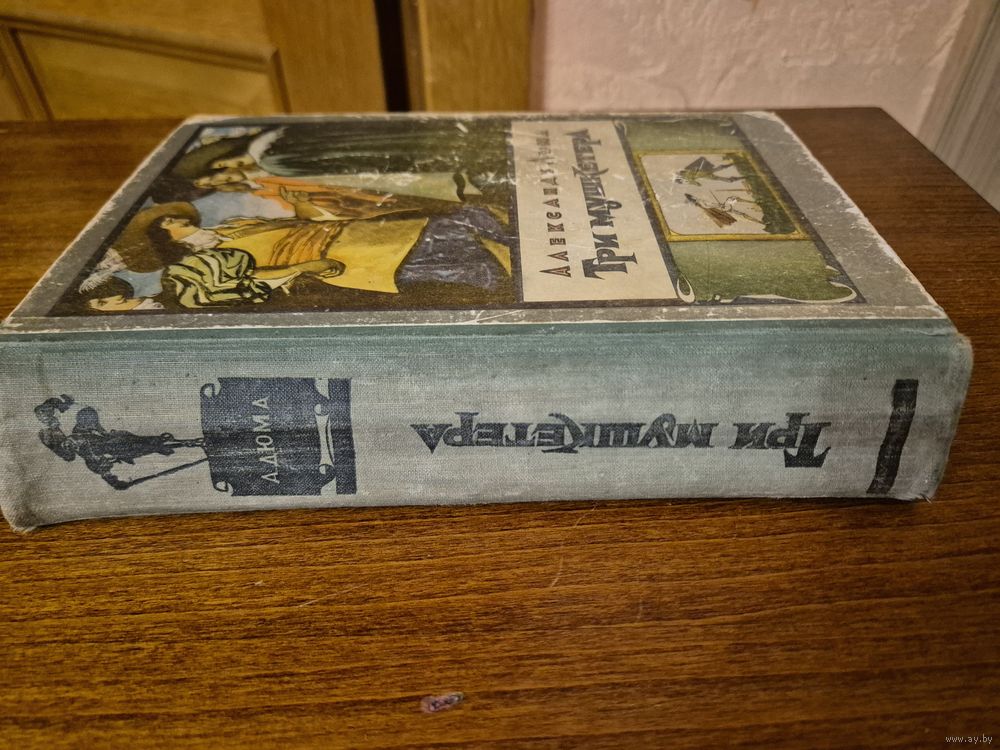 Александр Дюма
Три мушкетера
А. Дюма
Три мушкетера
www.ay.by